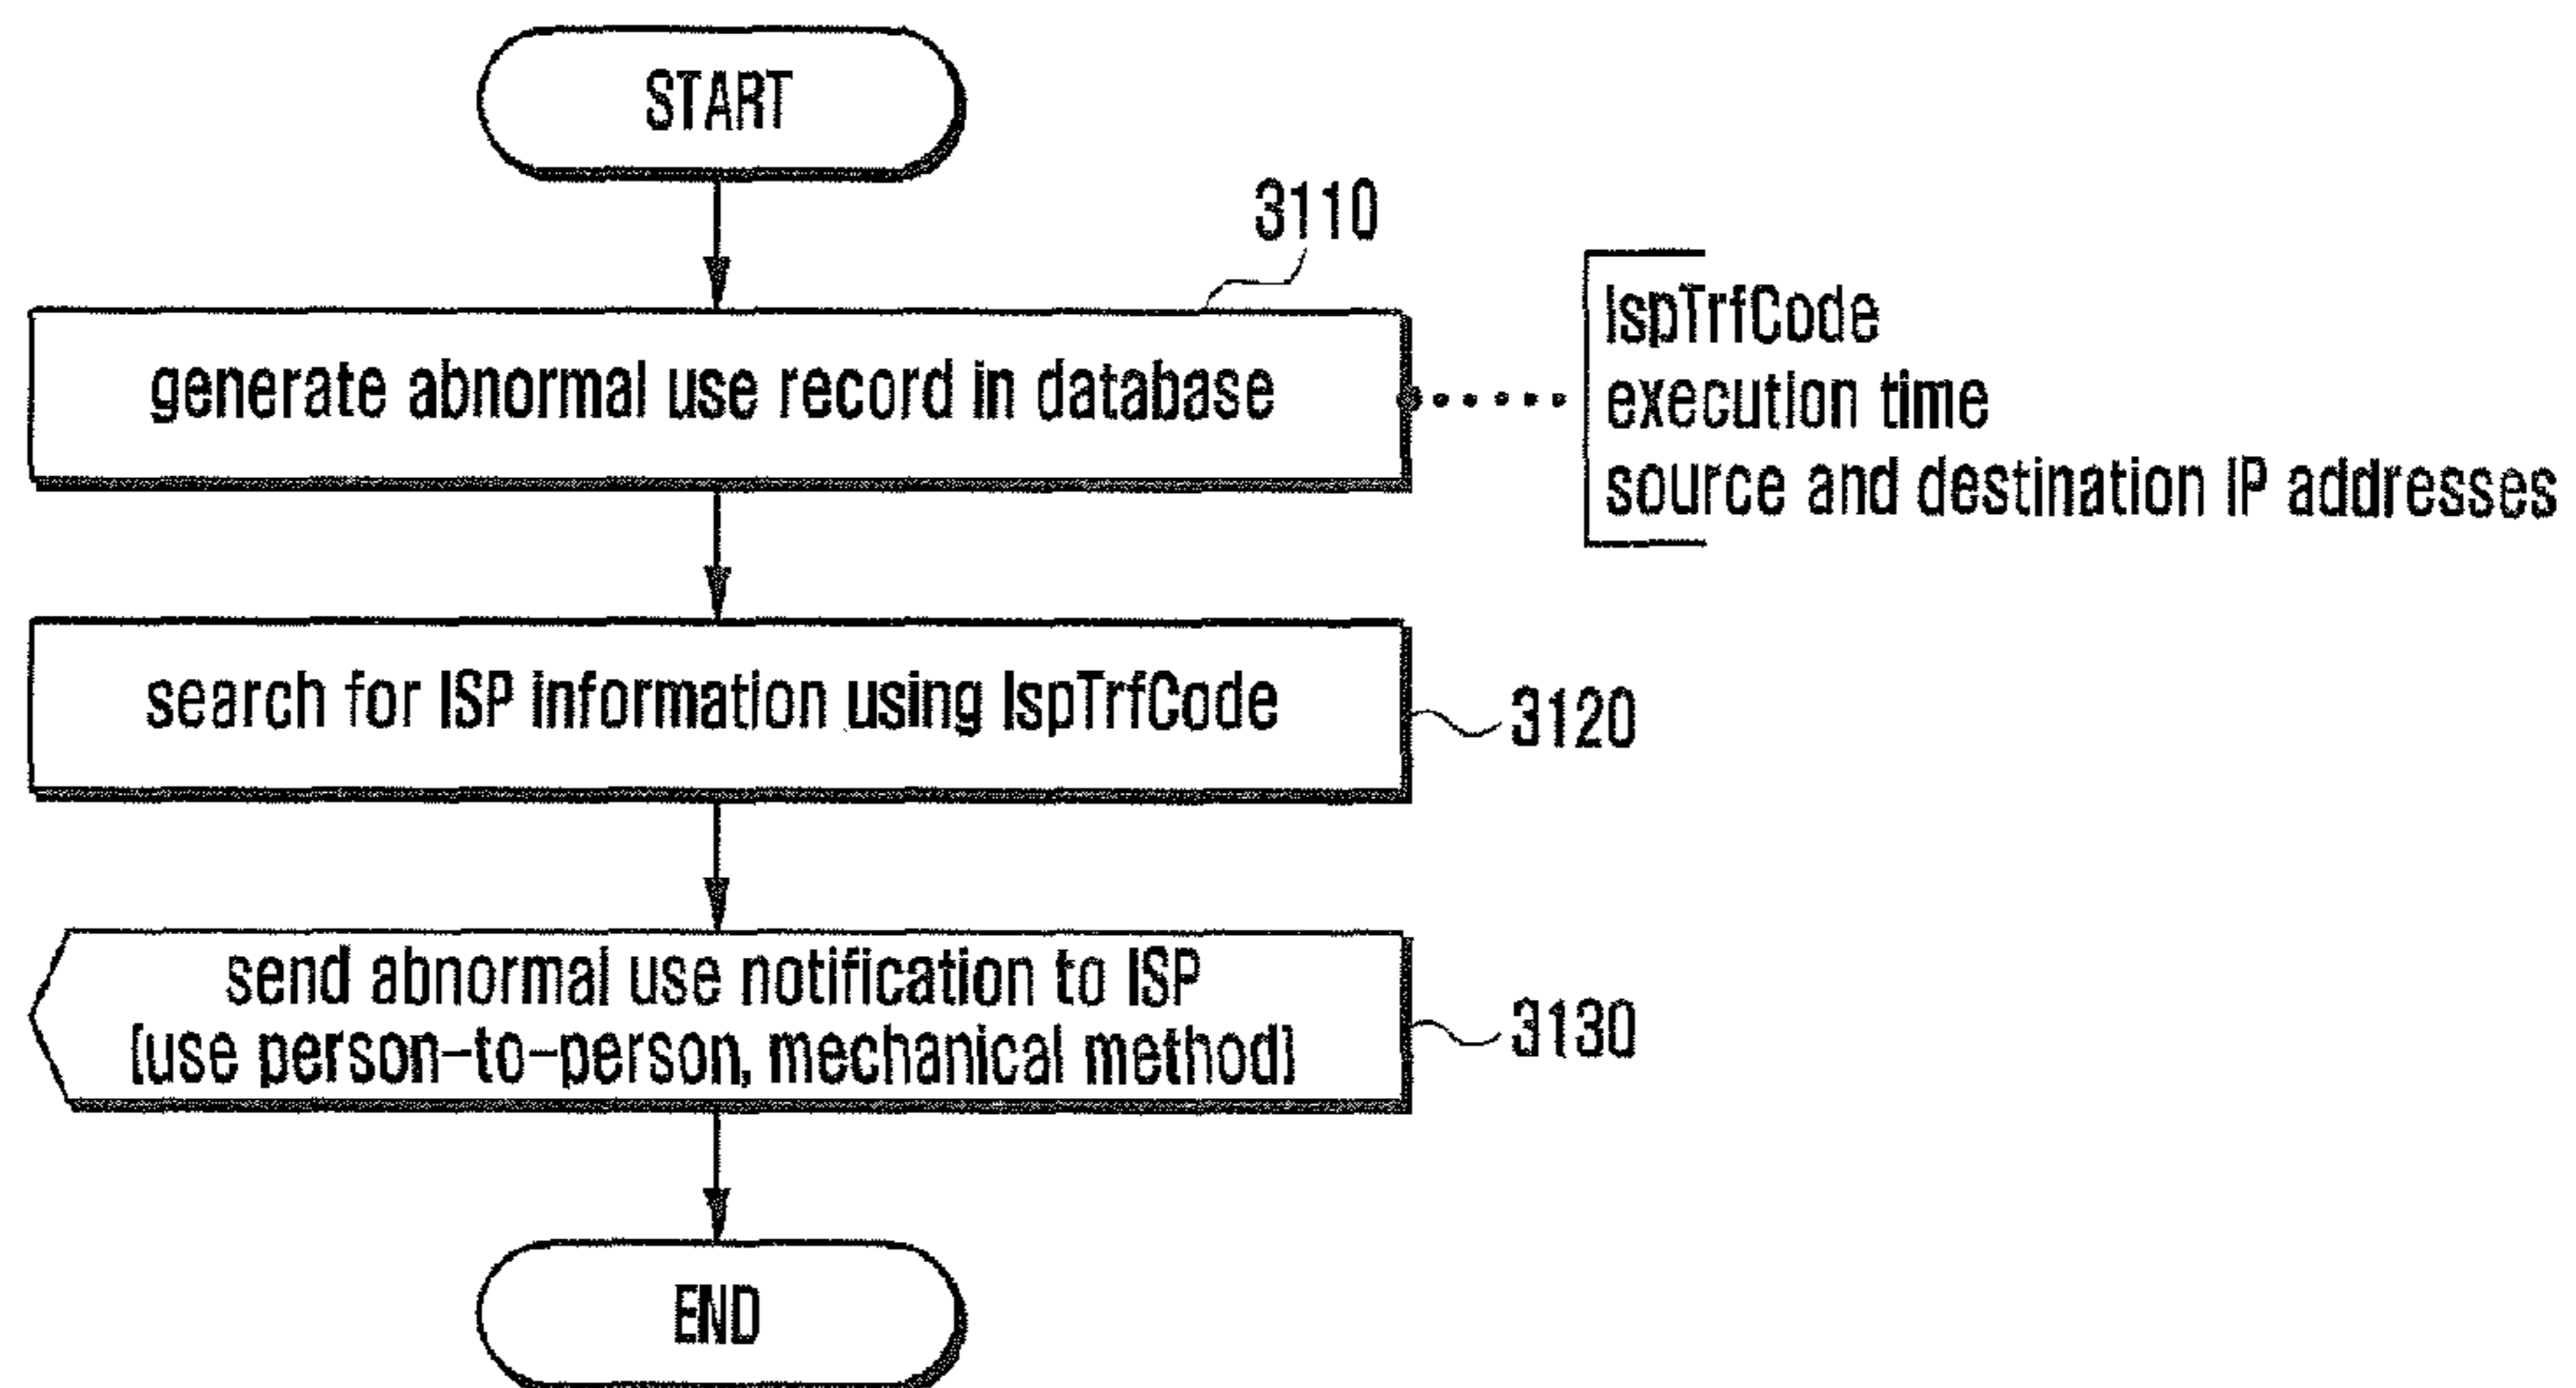 START
3110
generate abnormal use record in database
IspTrfCode
execution time
source and destination IP addresses
search for ISP information using IspTrfCode
3120
send abnormal use notification to ISP
(use person-to-person, mechanical method)
3130
END